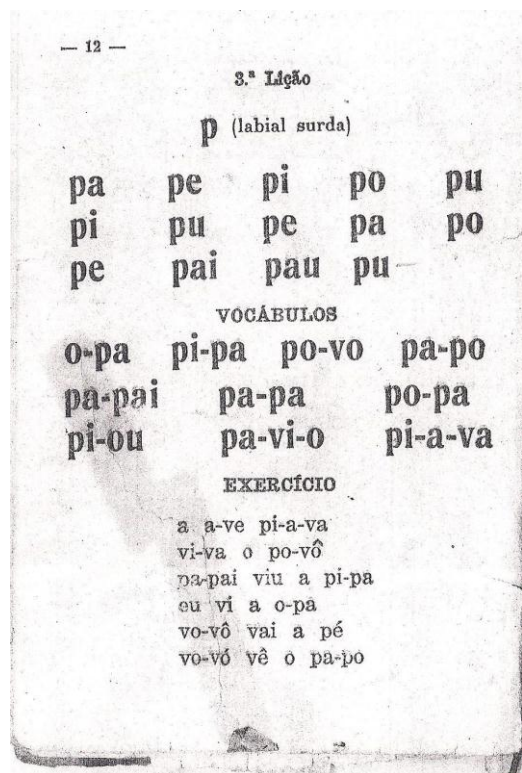 — 12 —
3.ª Lição
p (labial surda)
pa pe pi po pu
pi pu pe pa po
pe pai pau pu
VOCÁBULOS
o-pa pi-pa po-vo pa-po
pa-pai pa-pa po-pa
pi-ou pa-vi-o pi-a-va
EXERCÍCIO
a a-ve pi-a-va
vi-va o po-vô
pa-pai viu a pi-pa
eu vi a o-pa
vo-vô vai a pé
vo-vó vê o pa-po